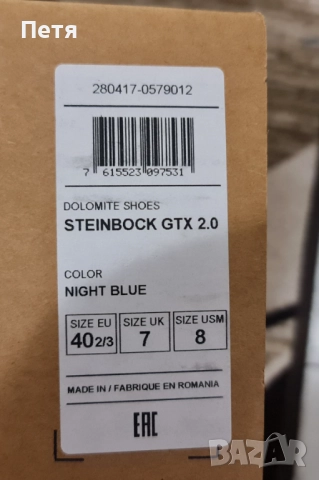 Петя
280417-0579012
7 615523 097531
DOLOMITE SHOES
STEINBOCK GTX 2.0
COLOR
NIGHT BLUE
SIZE EU SIZE UK SIZE USM
40 2/3 7 8
MADE IN / FABRIQUE EN ROMANIA
EAC
BAZAR